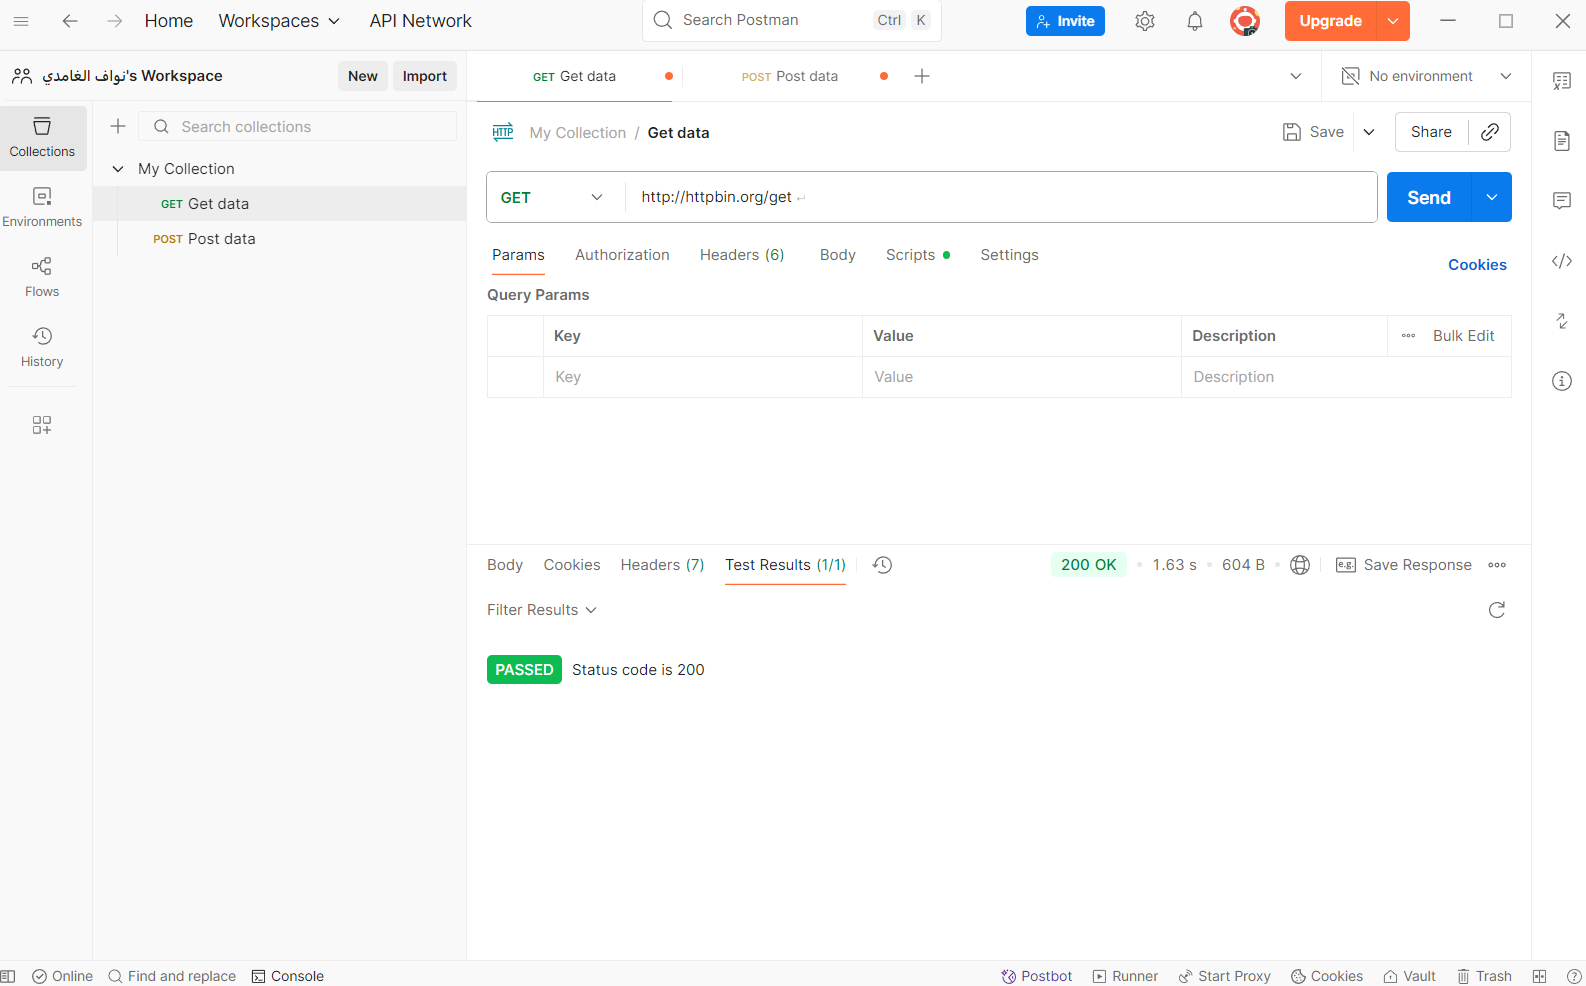 Home Workspaces API Network Search Postman Ctrl K Invite Upgrade
نواف الغامدي's Workspace New Import GET Get data POST Post data No environment
Collections
Search collections
HTTP My Collection / Get data Save Share
My Collection
GET Get data
POST Post data
Environments
Flows
History
GET http://httpbin.org/get Send
Params Authorization Headers (6) Body Scripts Settings Cookies
Query Params
Key Value Description Bulk Edit
Key Value Description
Body Cookies Headers (7) Test Results (1/1) 200 OK 1.63 s 604 B e.g. Save Response
Filter Results
PASSED Status code is 200
Online Find and replace Console Postbot Runner Start Proxy Cookies Vault Trash